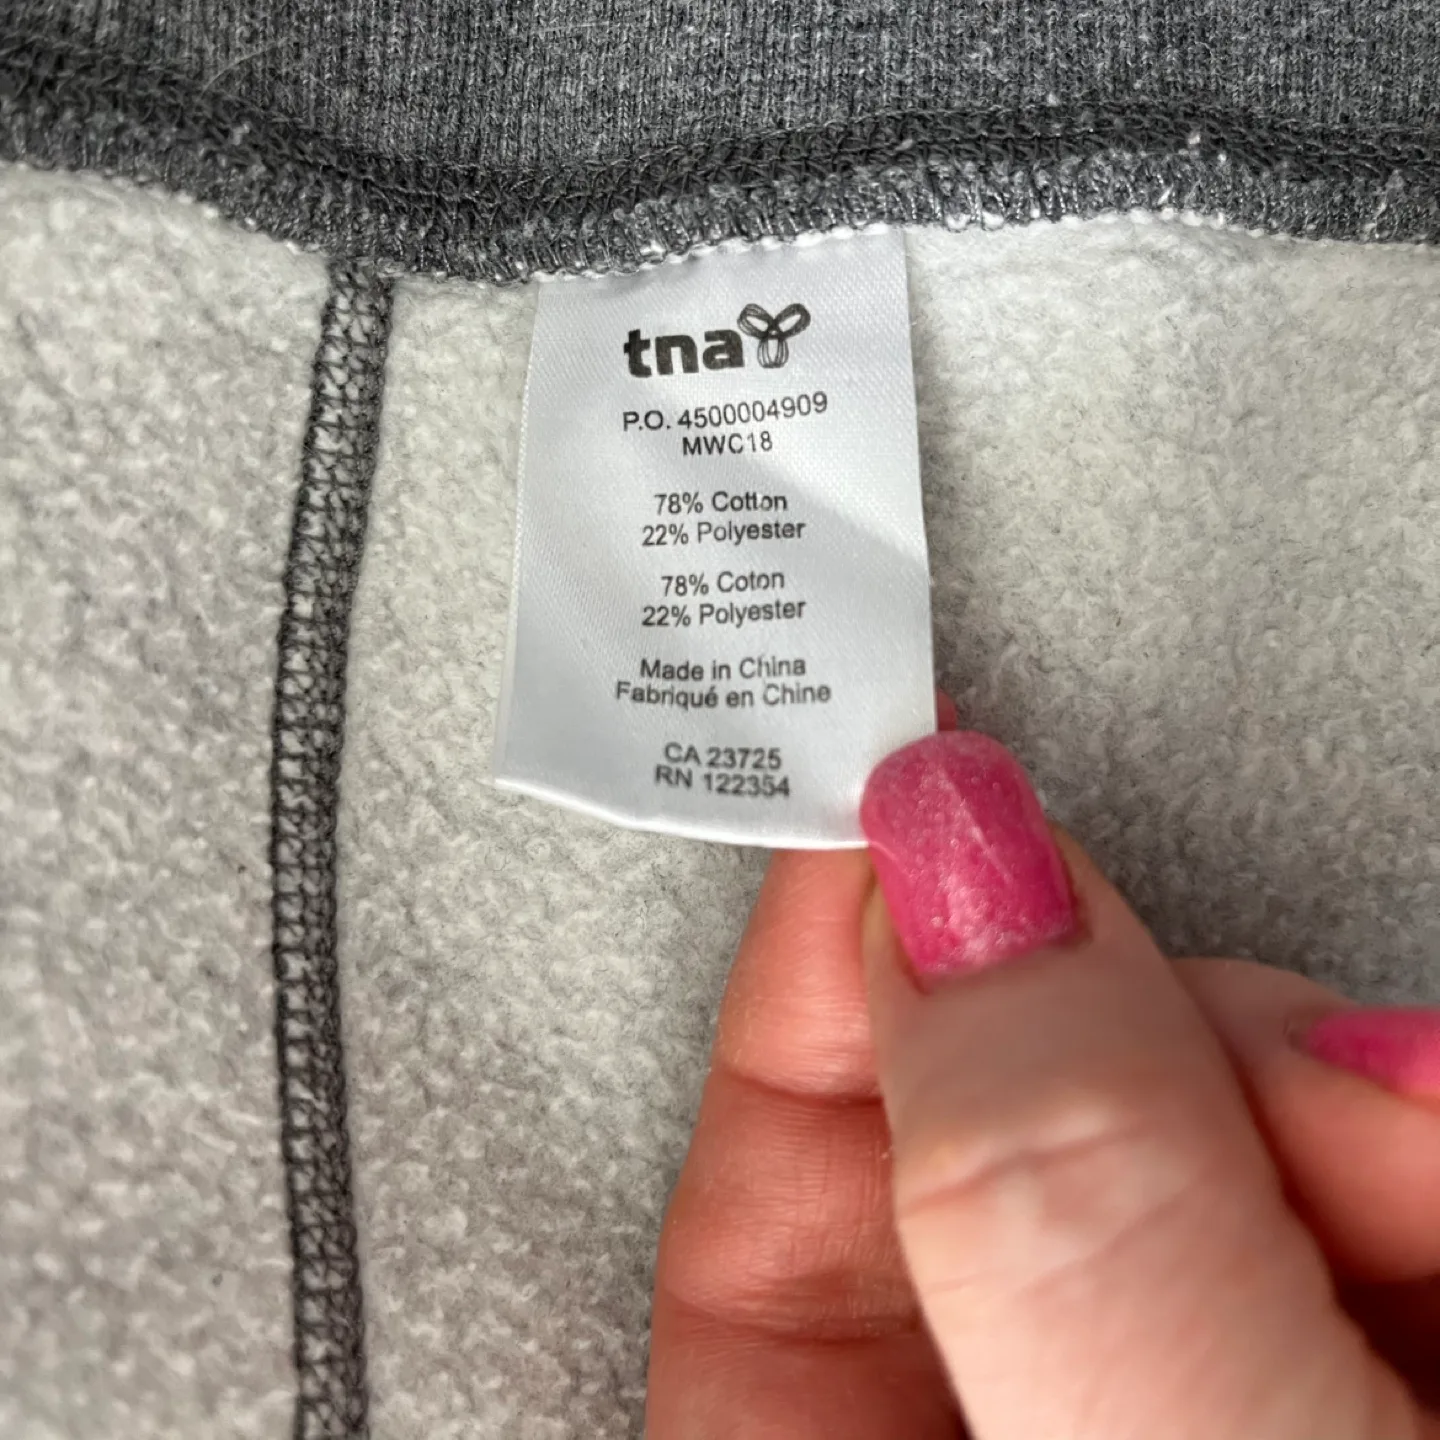 tna
P.O. 4500004909
MWC18
78% Cotton
22% Polyester
78% Coton
22% Polyester
Made in China
Fabriqué en Chine
CA 23725
RN 122354